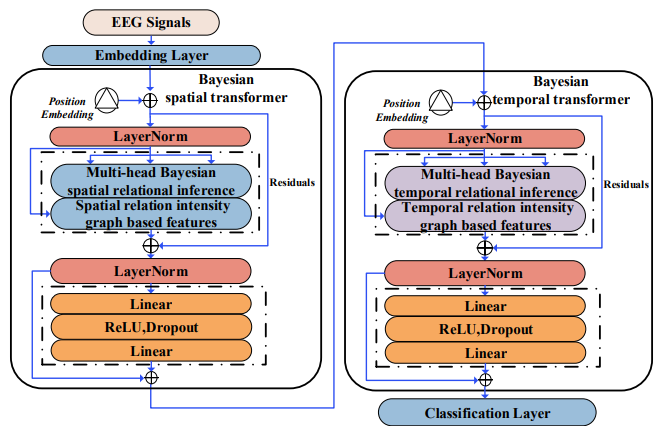 EEG Signals
Embedding Layer
Bayesian
spatial transformer
Position
Embedding
LayerNorm
Multi-head Bayesian
spatial relational inference
Spatial relation intensity
graph based features
Residuals
LayerNorm
Linear
ReLU,Dropout
Linear
Bayesian
temporal transformer
Position
Embedding
LayerNorm
Multi-head Bayesian
temporal relational inference
Temporal relation intensity
graph based features
Residuals
LayerNorm
Linear
ReLU,Dropout
Linear
Classification Layer